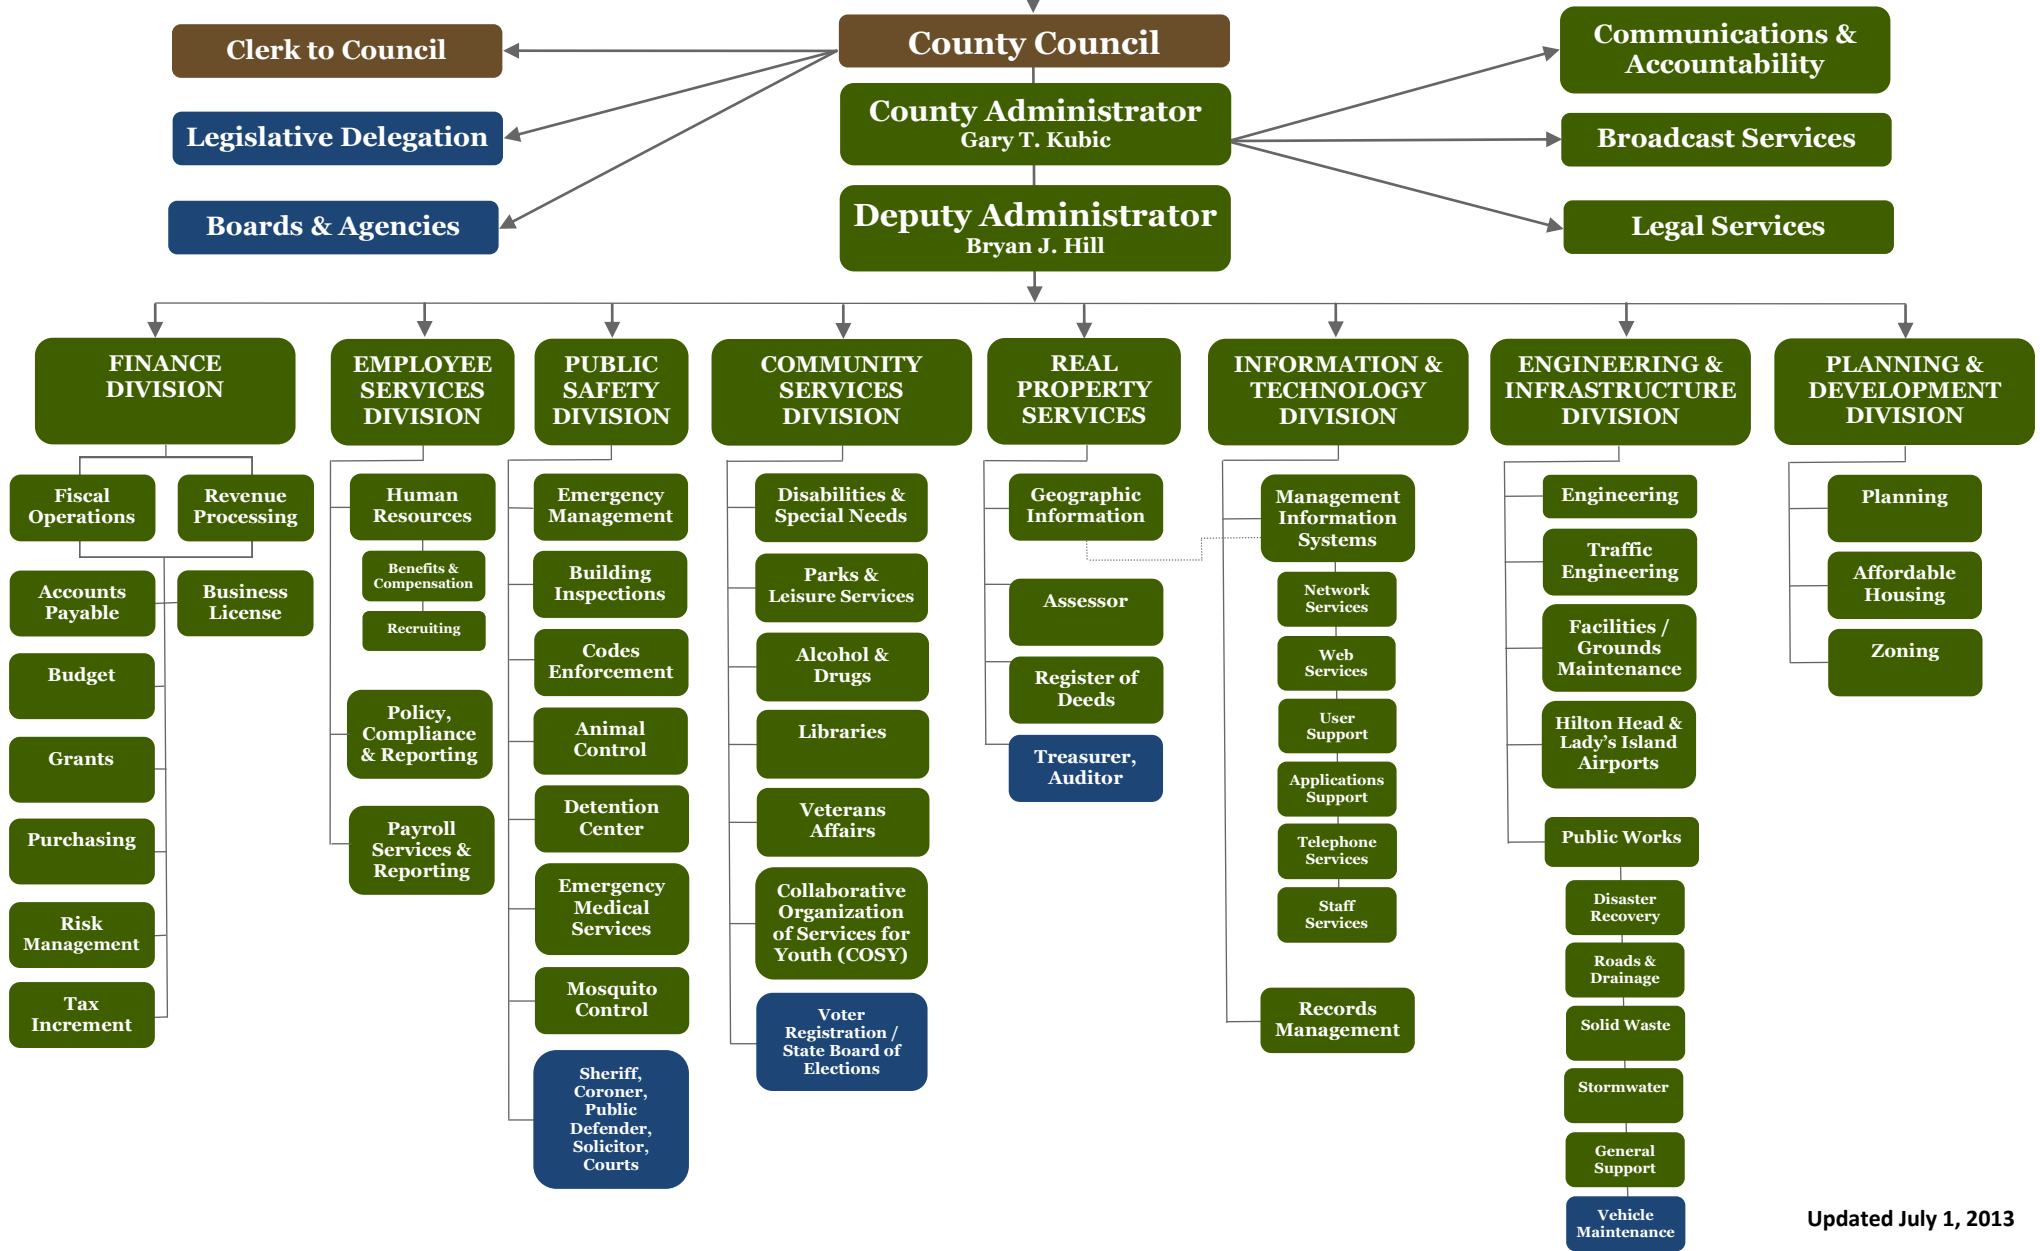 Clerk to Council
County Council
Communications &
Accountability
Legislative Delegation
County Administrator
Gary T. Kubic
Broadcast Services
Boards & Agencies
Deputy Administrator
Bryan J. Hill
Legal Services
FINANCE
DIVISION
Fiscal
Operations
Revenue
Processing
Accounts
Payable
Business
License
Budget
Grants
Purchasing
Risk
Management
Tax
Increment
EMPLOYEE
SERVICES
DIVISION
Human
Resources
Benefits &
Compensation
Recruiting
Policy,
Compliance
& Reporting
Payroll
Services &
Reporting
PUBLIC
SAFETY
DIVISION
Emergency
Management
Building
Inspections
Codes
Enforcement
Animal
Control
Detention
Center
Emergency
Medical
Services
Mosquito
Control
Sheriff,
Coroner,
Public
Defender,
Solicitor,
Courts
COMMUNITY
SERVICES
DIVISION
Disabilities &
Special Needs
Parks &
Leisure Services
Alcohol &
Drugs
Libraries
Veterans
Affairs
Collaborative
Organization
of Services for
Youth (COSY)
Voter
Registration /
State Board of
Elections
REAL
PROPERTY
SERVICES
Geographic
Information
Assessor
Register of
Deeds
Treasurer,
Auditor
INFORMATION &
TECHNOLOGY
DIVISION
Management
Information
Systems
Network
Services
Web
Services
User
Support
Applications
Support
Telephone
Services
Staff
Services
Records
Management
ENGINEERING &
INFRASTRUCTURE
DIVISION
Engineering
Traffic
Engineering
Facilities /
Grounds
Maintenance
Hilton Head &
Lady's Island
Airports
Public Works
Disaster
Recovery
Roads &
Drainage
Solid Waste
Stormwater
General
Support
Vehicle
Maintenance
PLANNING &
DEVELOPMENT
DIVISION
Planning
Affordable
Housing
Zoning
Updated July 1, 2013